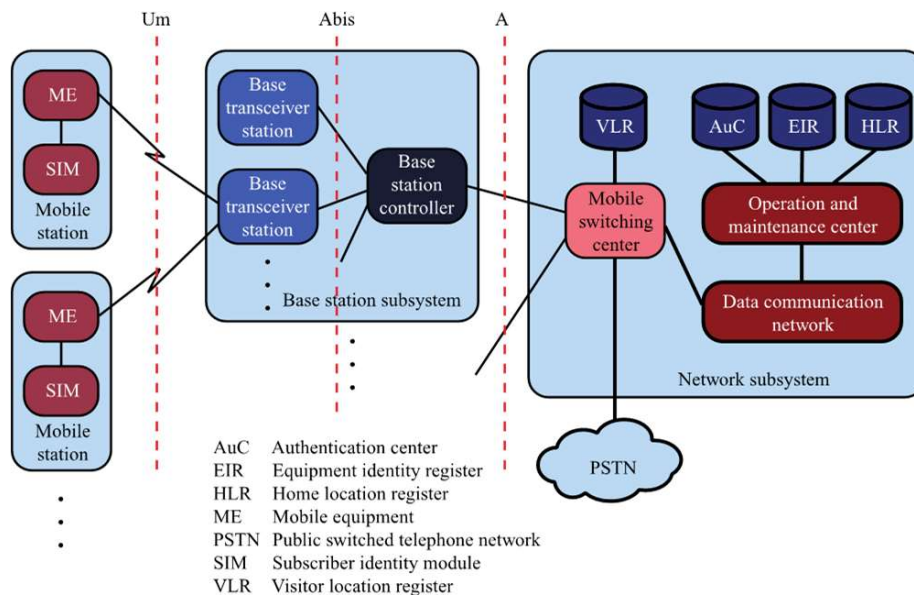 Um
Abis
A
ME
SIM
Mobile
station
ME
SIM
Mobile
station
Base
transceiver
station
Base
transceiver
station
Base
station
controller
Base station subsystem
VLR
AuC
EIR
HLR
Mobile
switching
center
Operation and
maintenance center
Data communication
network
Network subsystem
PSTN
AuC Authentication center
EIR Equipment identity register
HLR Home location register
ME Mobile equipment
PSTN Public switched telephone network
SIM Subscriber identity module
VLR Visitor location register